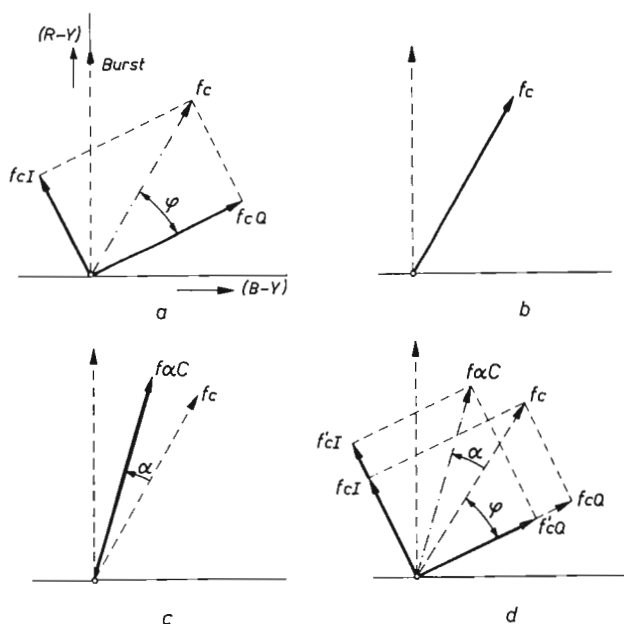 (R-Y)
Burst
fc
fcI
φ
fcQ
(B-Y)
a
fc
b
fαC
fc
α
c
fαC
fc
f'cI
α
fcI
φ
f'cQ
fcQ
d